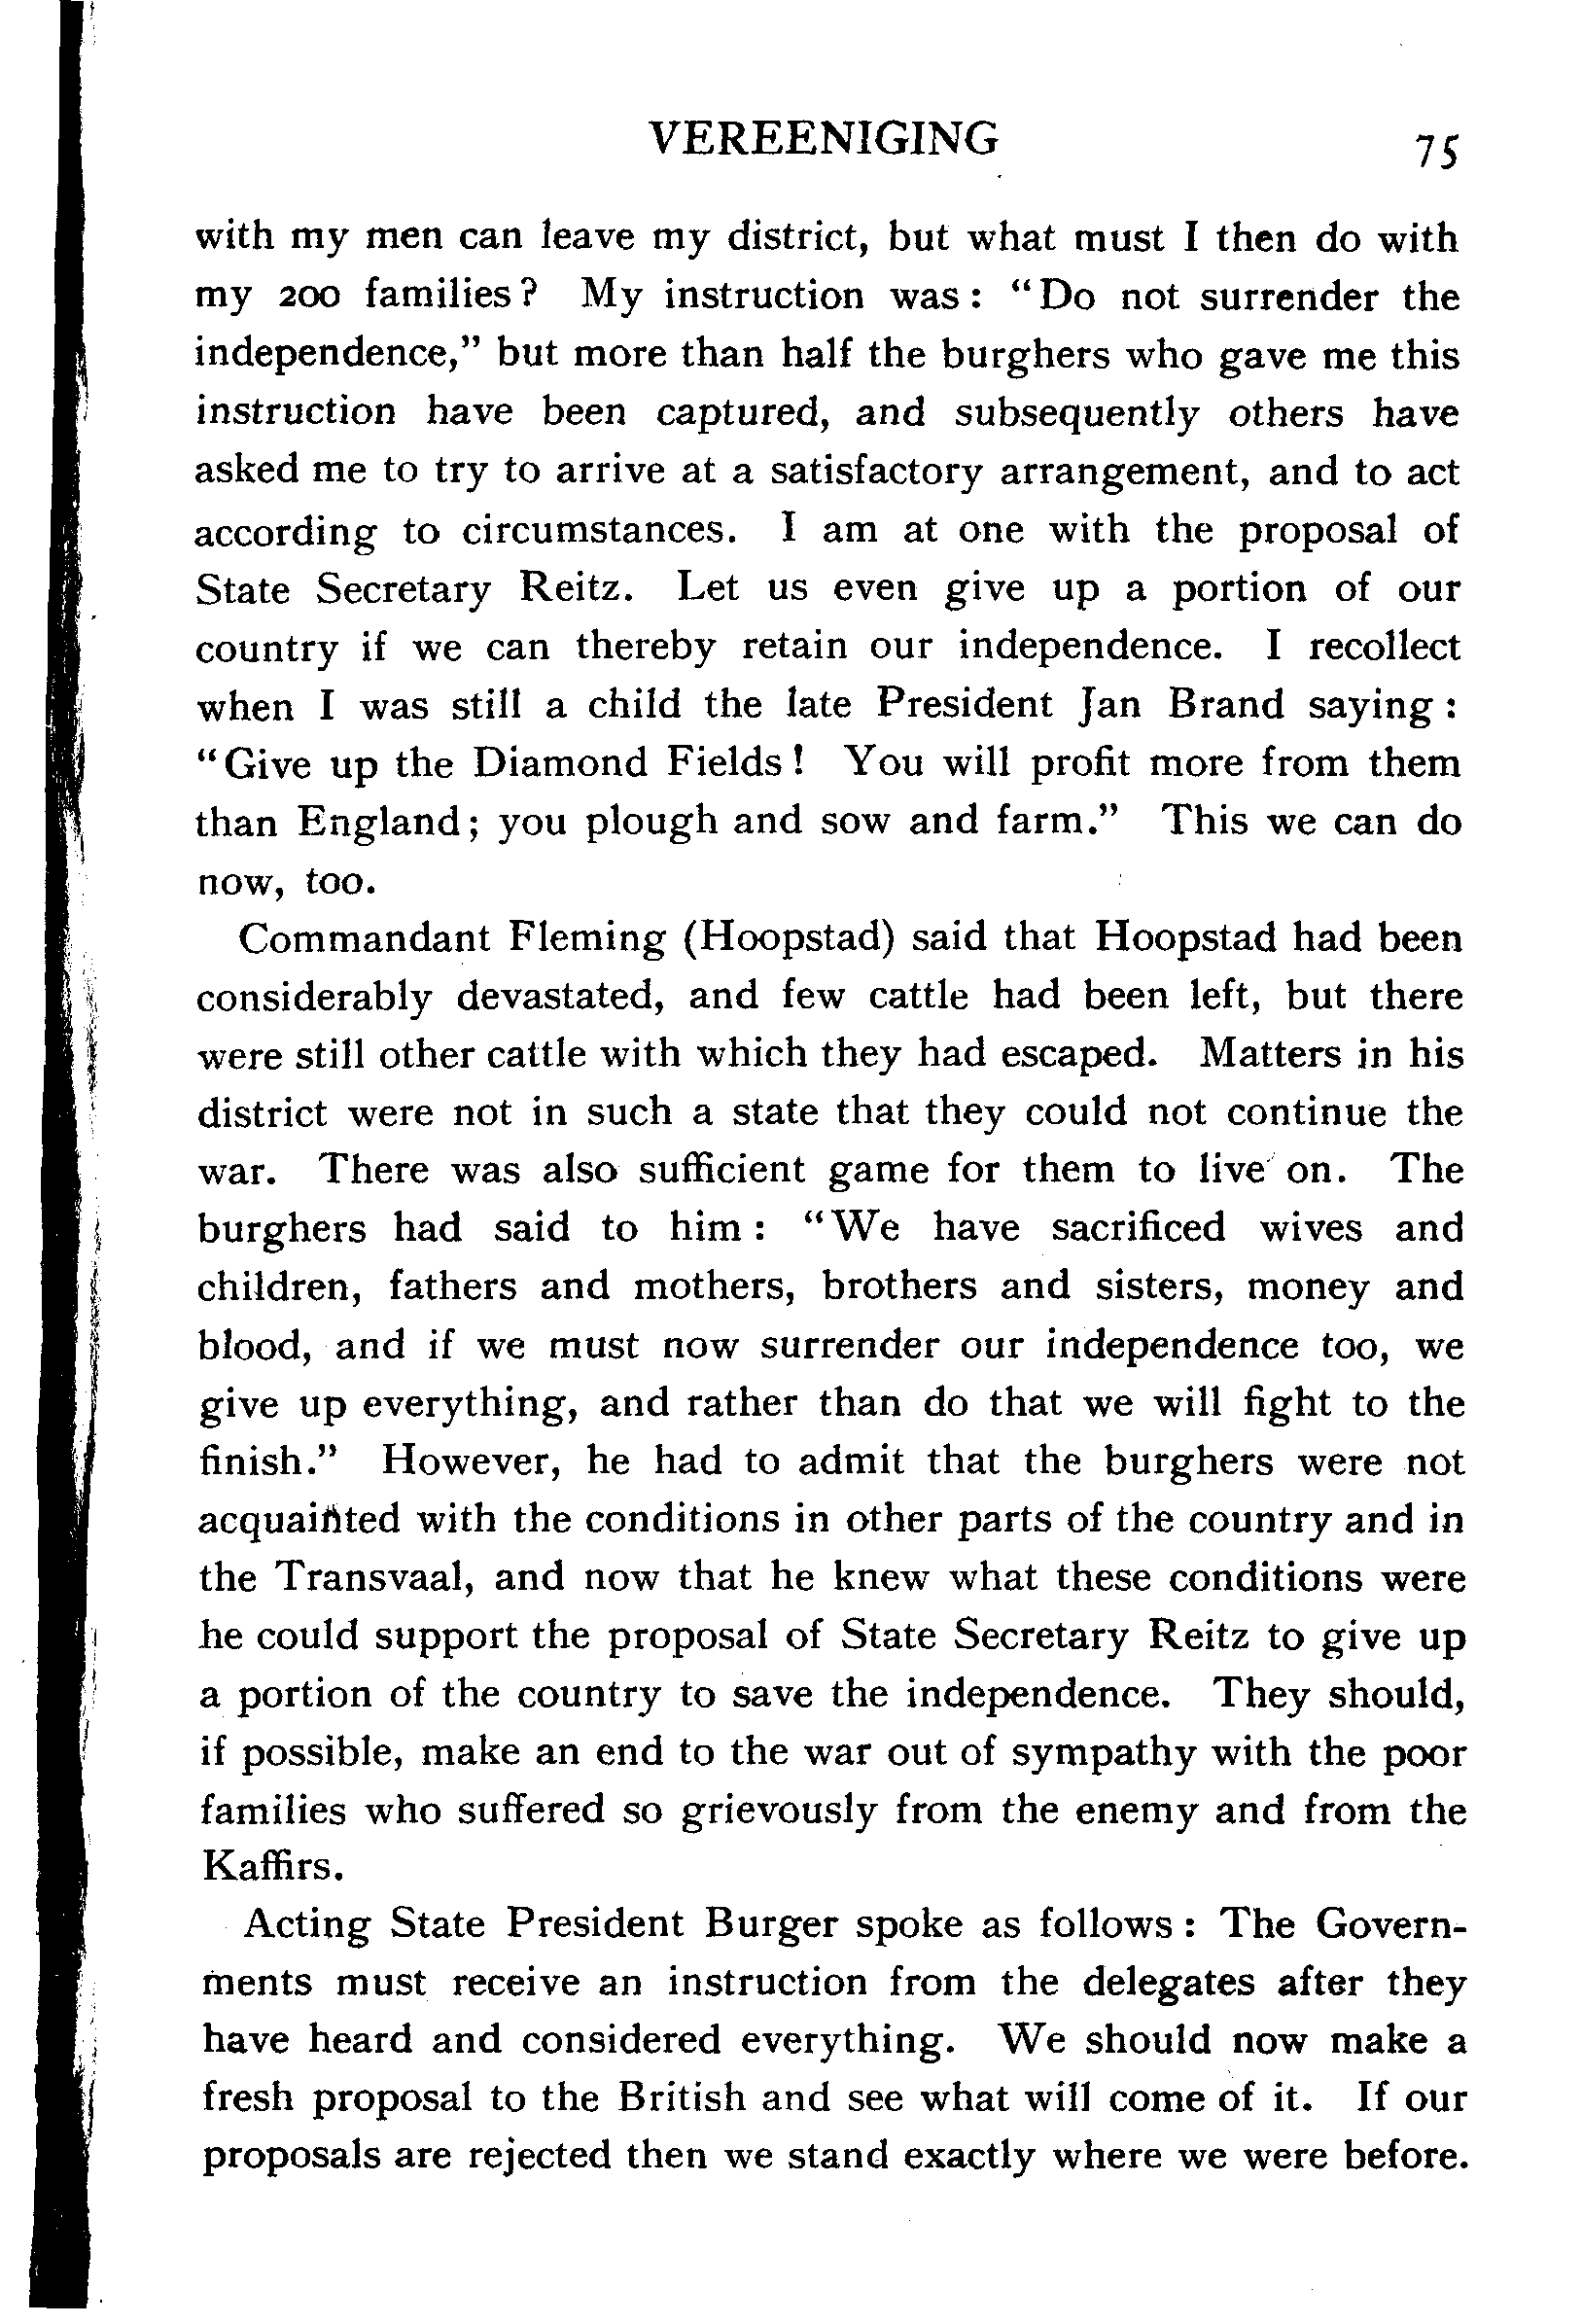 VEREENIGING 75
with my men can leave my district, but what must I then do with
my 200 families? My instruction was: "Do not surrender the
independence," but more than half the burghers who gave me this
instruction have been captured, and subsequently others have
asked me to try to arrive at a satisfactory arrangement, and to act
according to circumstances. I am at one with the proposal of
State Secretary Reitz. Let us even give up a portion of our
country if we can thereby retain our independence. I recollect
when I was still a child the late President Jan Brand saying:
"Give up the Diamond Fields! You will profit more from them
than England; you plough and sow and farm." This we can do
now, too.
Commandant Fleming (Hoopstad) said that Hoopstad had been
considerably devastated, and few cattle had been left, but there
were still other cattle with which they had escaped. Matters in his
district were not in such a state that they could not continue the
war. There was also sufficient game for them to live on. The
burghers had said to him: "We have sacrificed wives and
children, fathers and mothers, brothers and sisters, money and
blood, and if we must now surrender our independence too, we
give up everything, and rather than do that we will fight to the
finish." However, he had to admit that the burghers were not
acquainted with the conditions in other parts of the country and in
the Transvaal, and now that he knew what these conditions were
he could support the proposal of State Secretary Reitz to give up
a portion of the country to save the independence. They should,
if possible, make an end to the war out of sympathy with the poor
families who suffered so grievously from the enemy and from the
Kaffirs.
Acting State President Burger spoke as follows: The Govern-
ments must receive an instruction from the delegates after they
have heard and considered everything. We should now make a
fresh proposal to the British and see what will come of it. If our
proposals are rejected then we stand exactly where we were before.